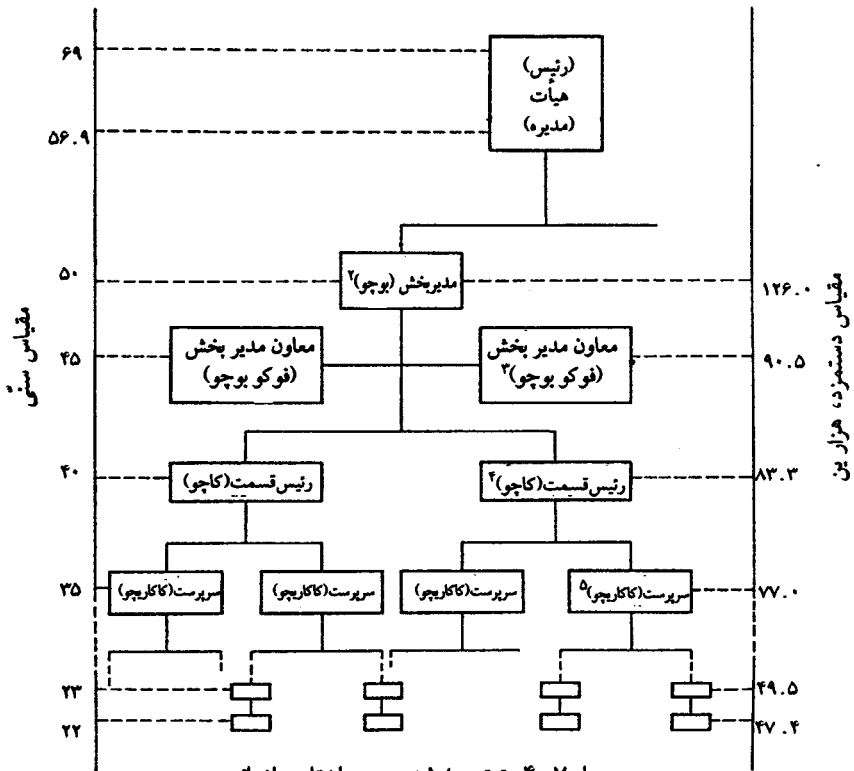 ۶۹
(رئیس)
هیأت
(مدیره)
۵۶.۹
۵۰
مدیربخش (بوچو)۲
۱۲۶.۰
مقیاس سنّی
مقیاس دستمزد، هزار ین
۴۵
معاون مدیر بخش
(فوکو بوچو)
معاون مدیر بخش
(فوکو بوچو)۳
۹۰.۵
۴۰
رئیس قسمت(کاچو)
رئیس قسمت(کاچو)۴
۸۳.۳
۳۵
سرپرست(کاکاریچو)
سرپرست(کاکاریچو)
سرپرست(کاکاریچو)
سرپرست(کاکاریچو)۵
۷۷.۰
۲۳
۴۹.۵
۲۲
۴۷.۴